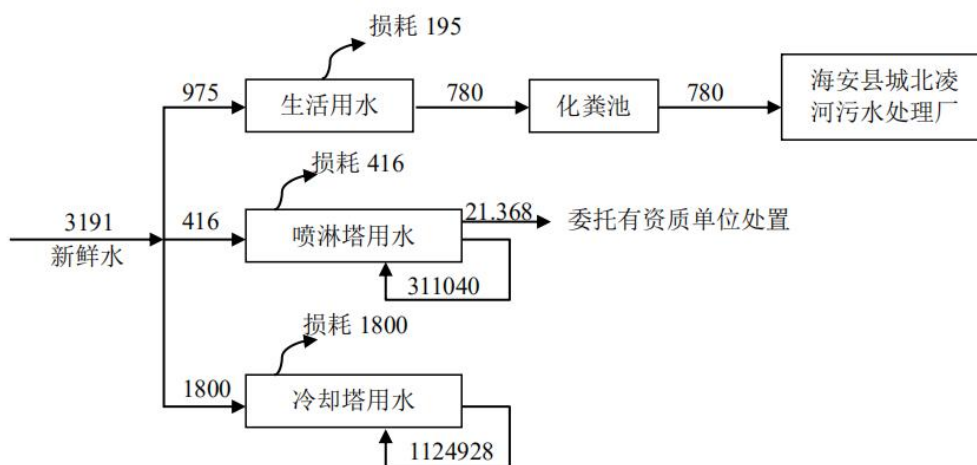 损耗 195
975
生活用水
780
化粪池
780
海安县城北凌
河污水处理厂
损耗 416
3191
新鲜水
416
喷淋塔用水
21.368
委托有资质单位处置
311040
损耗 1800
1800
冷却塔用水
1124928